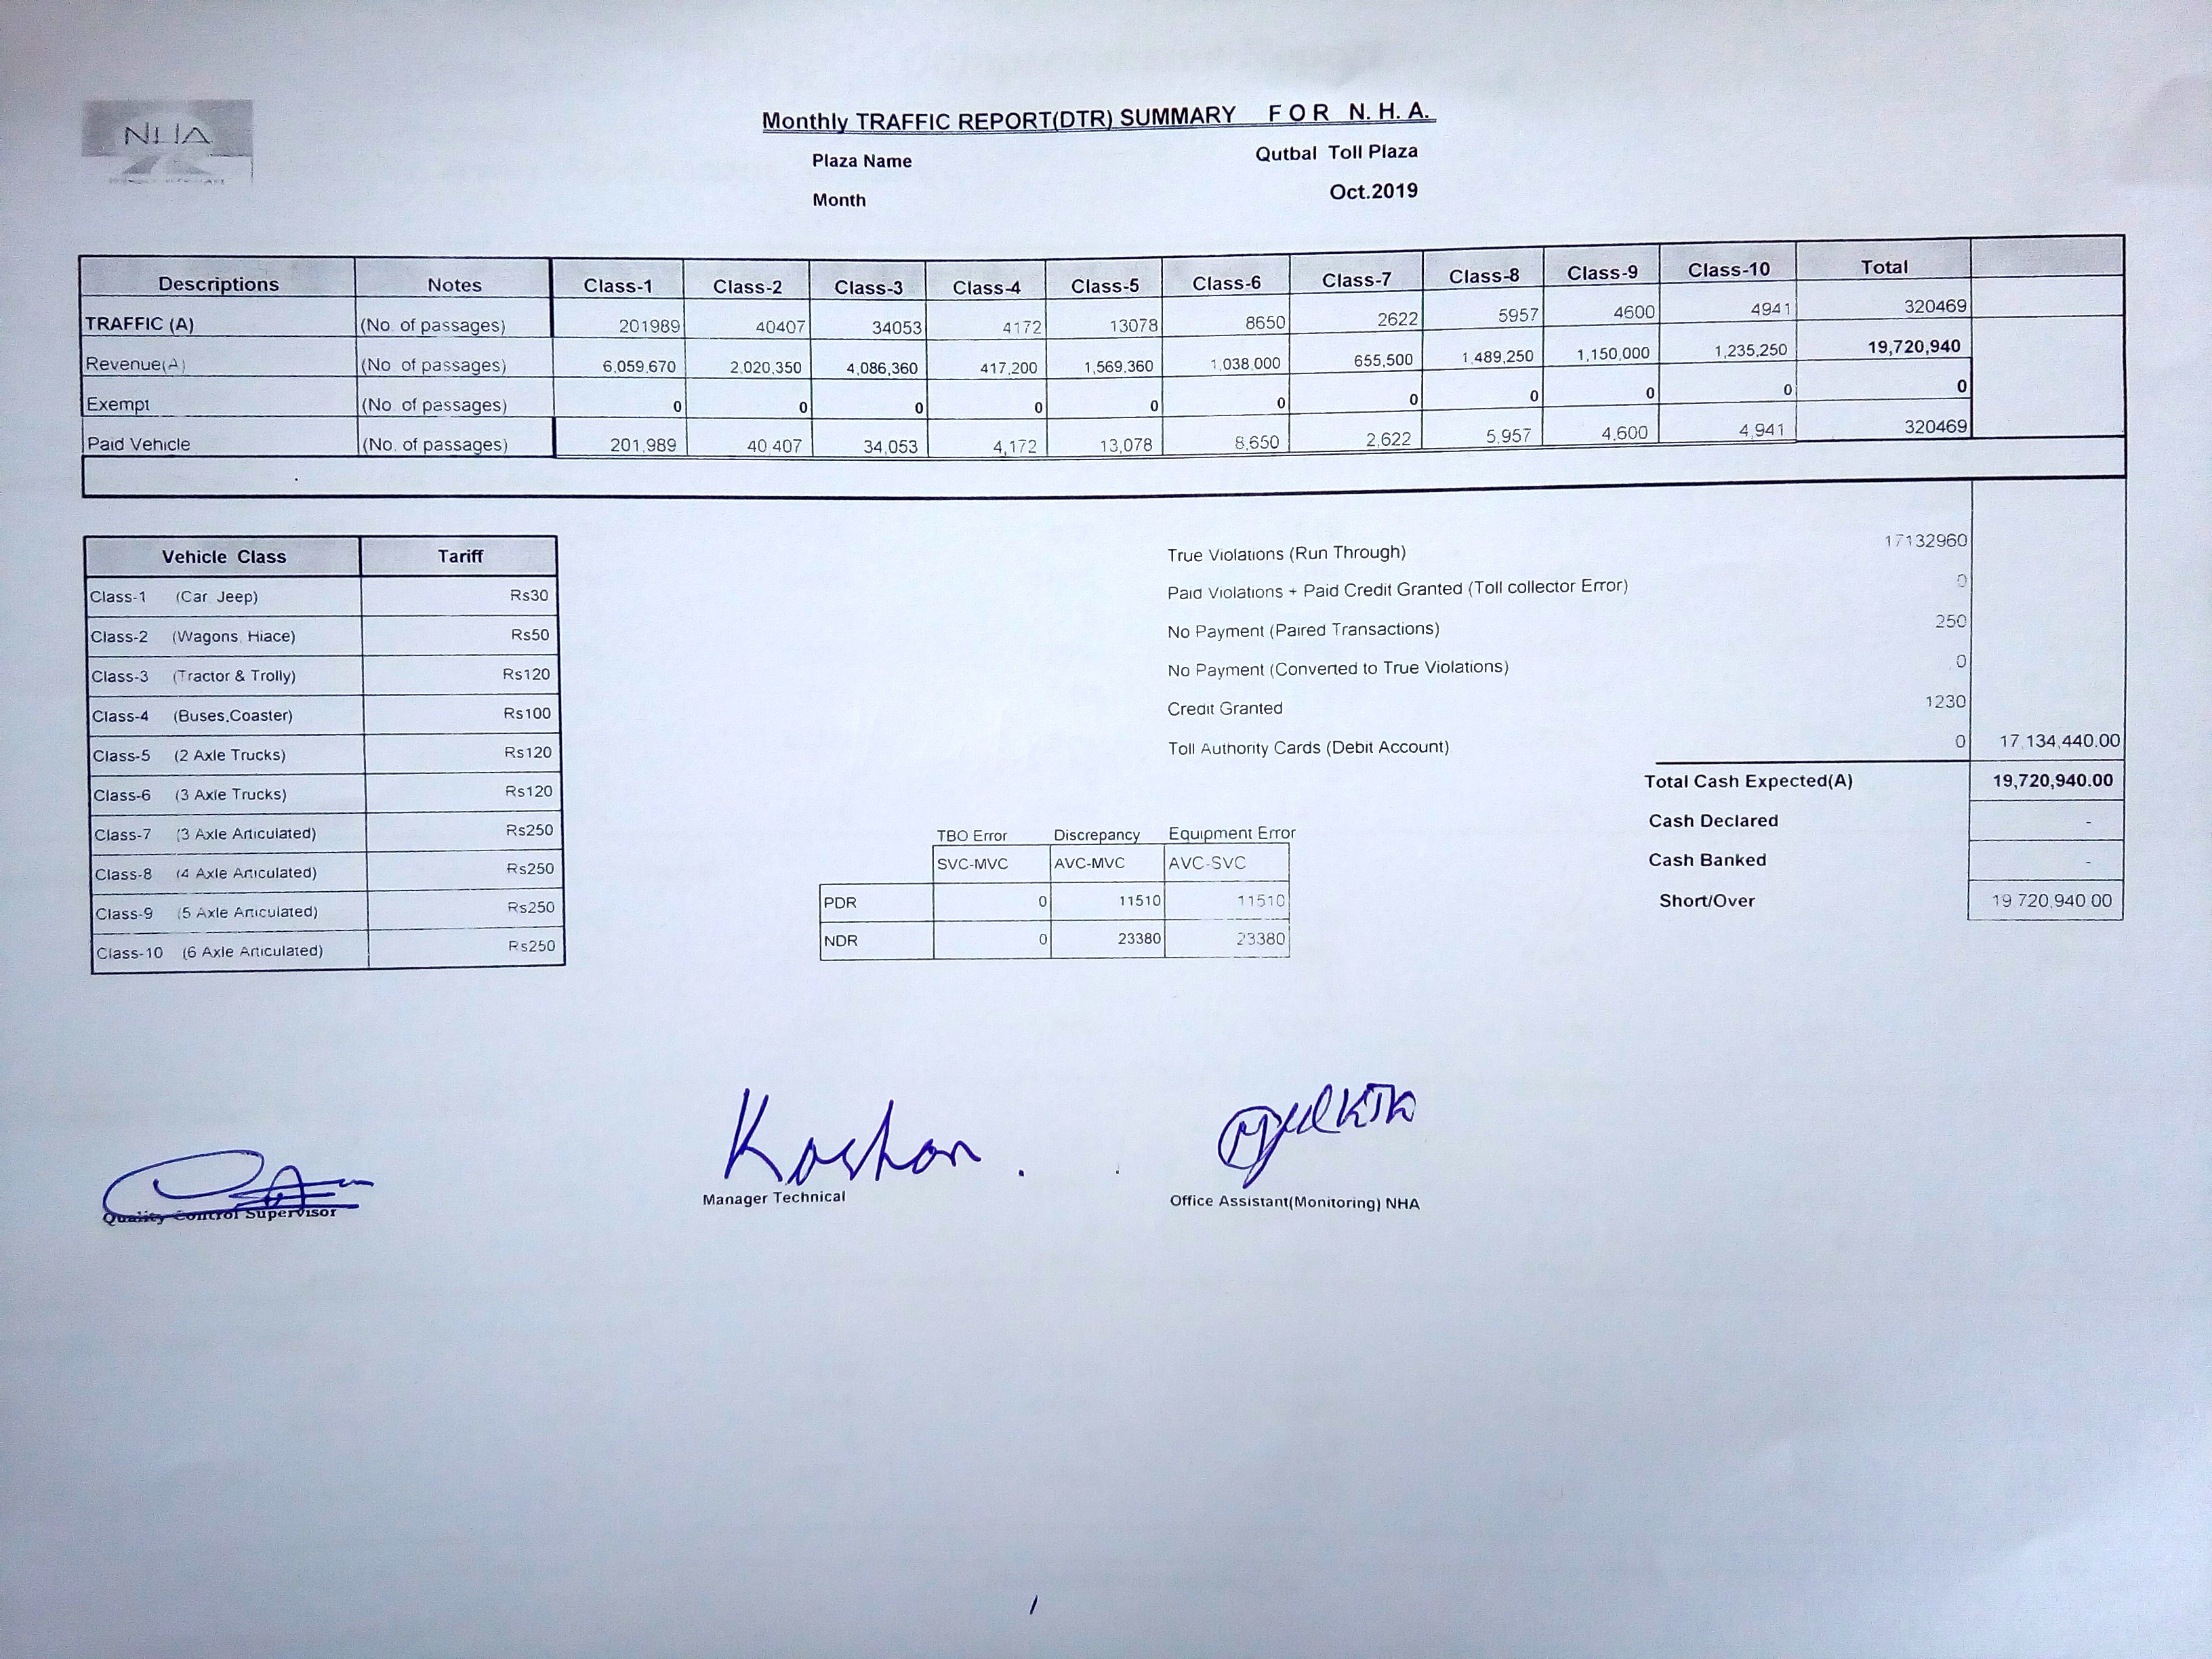 NHA
Monthly TRAFFIC REPORT(DTR) SUMMARY FOR N. H. A.
Plaza Name Qutbal Toll Plaza
Month Oct.2019
Descriptions Notes Class-1 Class-2 Class-3 Class-4 Class-5 Class-6 Class-7 Class-8 Class-9 Class-10 Total
TRAFFIC (A) (No. of passages) 201989 40407 34053 4172 13078 8650 2622 5957 4600 4941 320469
Revenue(A) (No of passages) 6,059,670 2,020,350 4,086,360 417,200 1,569,360 1,038,000 655,500 1,489,250 1,150,000 1,235,250 19,720,940
Exempt (No. of passages) 0 0 0 0 0 0 0 0 0 0 0
Paid Vehicle (No. of passages) 201,989 40,407 34,053 4,172 13,078 8,650 2,622 5,957 4,600 4,941 320469
Vehicle Class Tariff
Class-1 (Car Jeep) Rs30
Class-2 (Wagons, Hiace) Rs50
Class-3 (Tractor & Trolly) Rs120
Class-4 (Buses,Coaster) Rs100
Class-5 (2 Axle Trucks) Rs120
Class-6 (3 Axle Trucks) Rs120
Class-7 (3 Axle Articulated) Rs250
Class-8 (4 Axle Articulated) Rs250
Class-9 (5 Axle Articulated) Rs250
Class-10 (6 Axle Articulated) Rs250
True Violations (Run Through) 17132960
Paid Violations + Paid Credit Granted (Toll collector Error) 0
No Payment (Paired Transactions) 250
No Payment (Converted to True Violations) 0
Credit Granted 1230
Toll Authority Cards (Debit Account) 0 17,134,440.00
Total Cash Expected(A) 19,720,940.00
Cash Declared -
Cash Banked -
Short/Over 19,720,940.00
TBO Error Discrepancy Equipment Error
SVC-MVC AVC-MVC AVC-SVC
PDR 0 11510 11510
NDR 0 23380 23380
Quality Control Supervisor
Manager Technical
Office Assistant(Monitoring) NHA